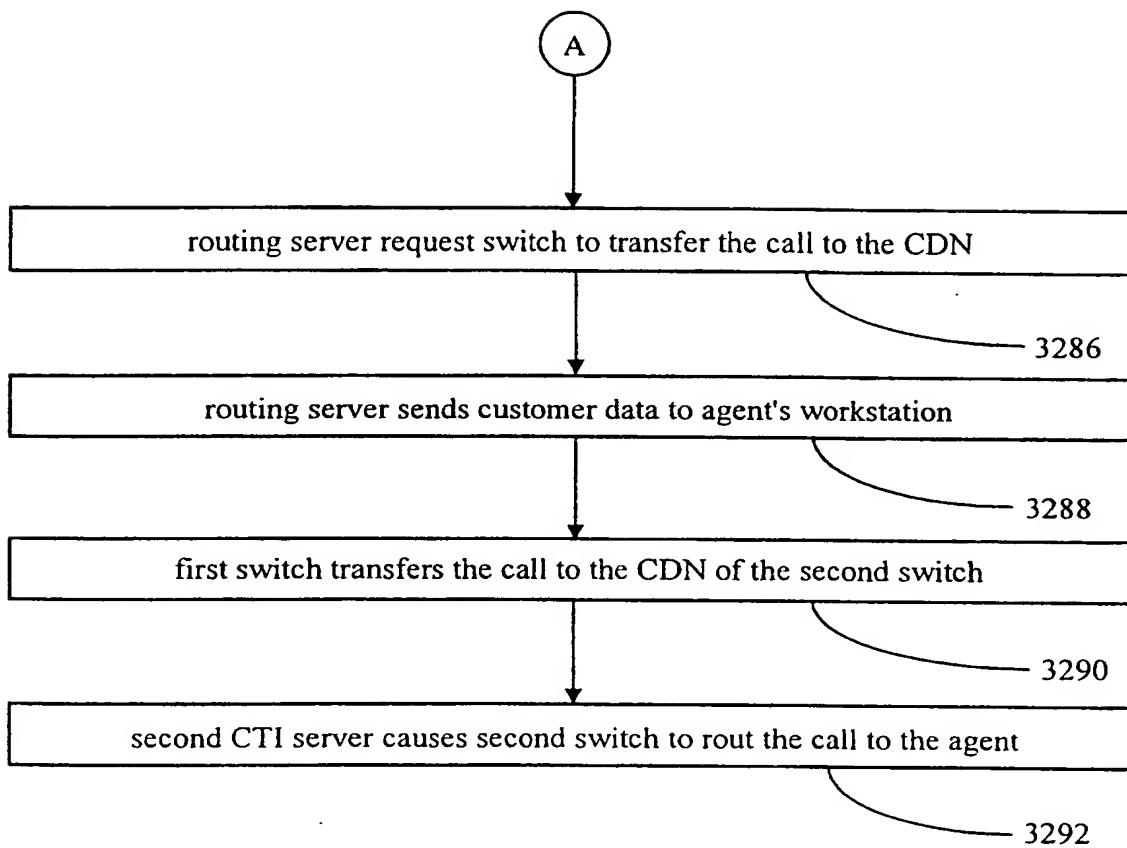 A
routing server request switch to transfer the call to the CDN
3286
routing server sends customer data to agent's workstation
3288
first switch transfers the call to the CDN of the second switch
3290
second CTI server causes second switch to rout the call to the agent
3292